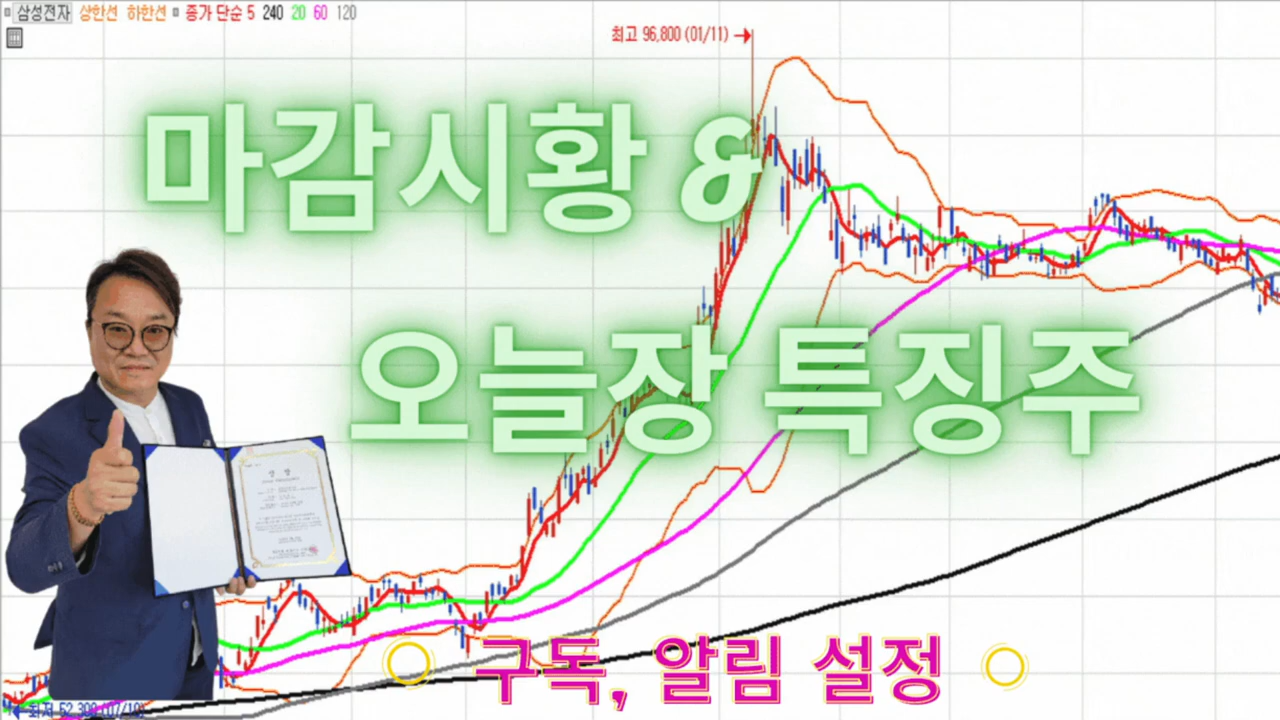 삼성전자 상한선 하한선 종가 단순 5 240 20 60 120
최고 96,800 (01/11)
마감시황 &
오늘장 특징주
상 장
구독, 알림 설정